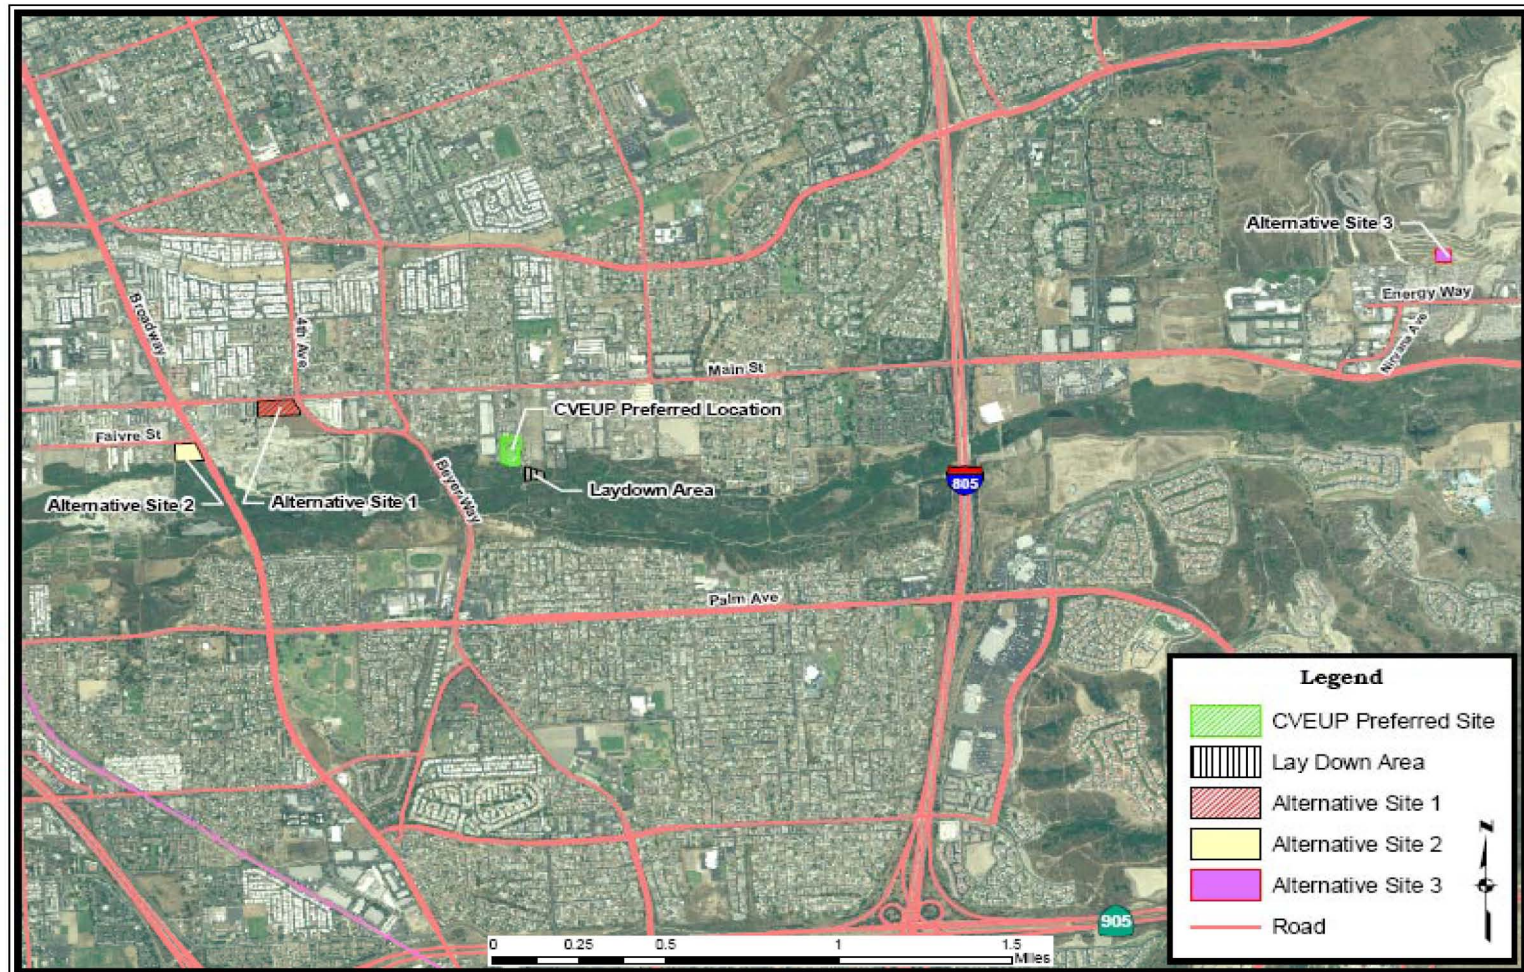 Alternative Site 3
Energy Way
Nirvana Ave
Broadway
4th Ave
Main St
CVEUP Preferred Location
Faivre St
Beyer Way
Laydown Area
805
Alternative Site 2
Alternative Site 1
Palm Ave
Legend
CVEUP Preferred Site
Lay Down Area
Alternative Site 1
Alternative Site 2
Alternative Site 3
Road
N
905
0 0.25 0.5 1 1.5
Miles